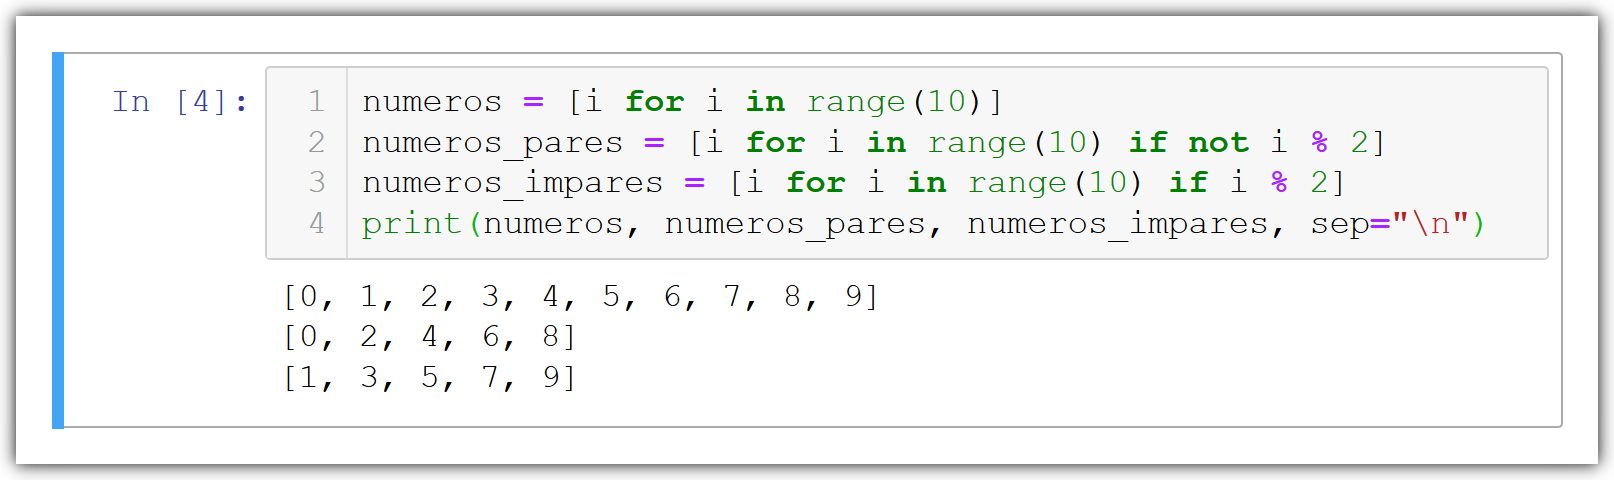 In [4]:
1 numeros = [i for i in range(10)]
2 numeros_pares = [i for i in range(10) if not i % 2]
3 numeros_impares = [i for i in range(10) if i % 2]
4 print(numeros, numeros_pares, numeros_impares, sep="\n")
[0, 1, 2, 3, 4, 5, 6, 7, 8, 9]
[0, 2, 4, 6, 8]
[1, 3, 5, 7, 9]